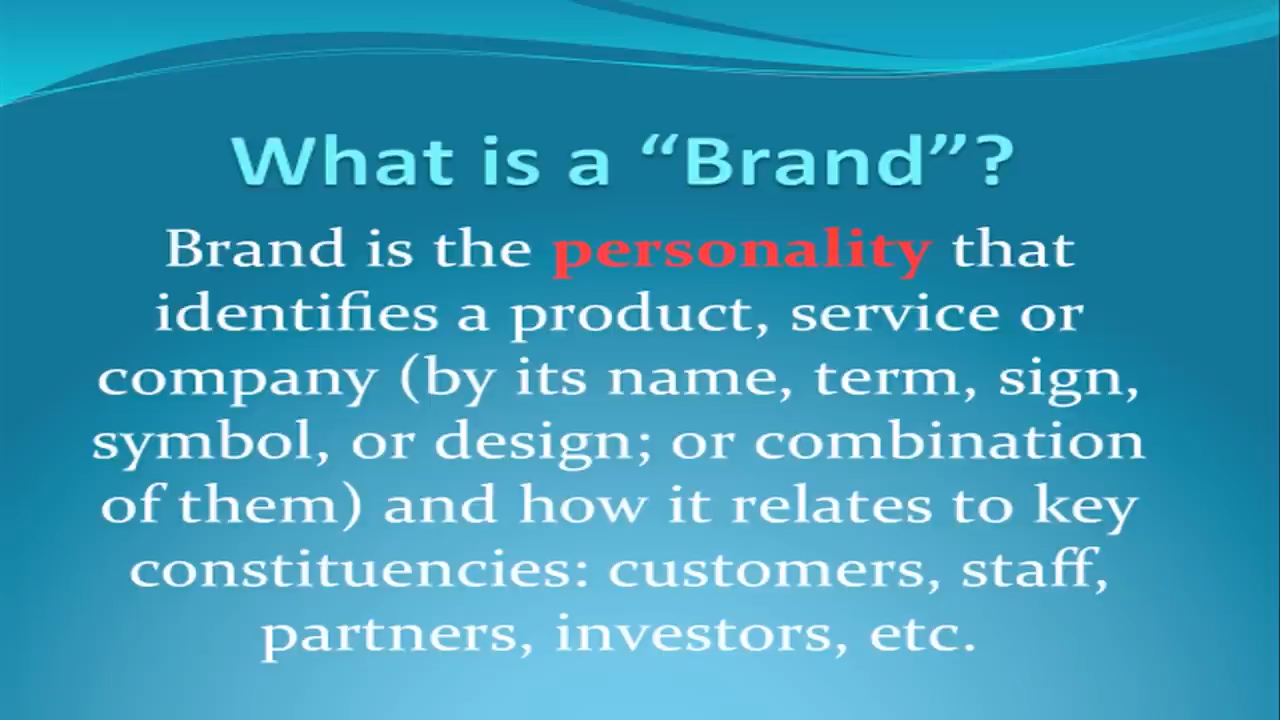 What is a “Brand”?
Brand is the personality that
identifies a product, service or
company (by its name, term, sign,
symbol, or design; or combination
of them) and how it relates to key
constituencies: customers, staff,
partners, investors, etc.